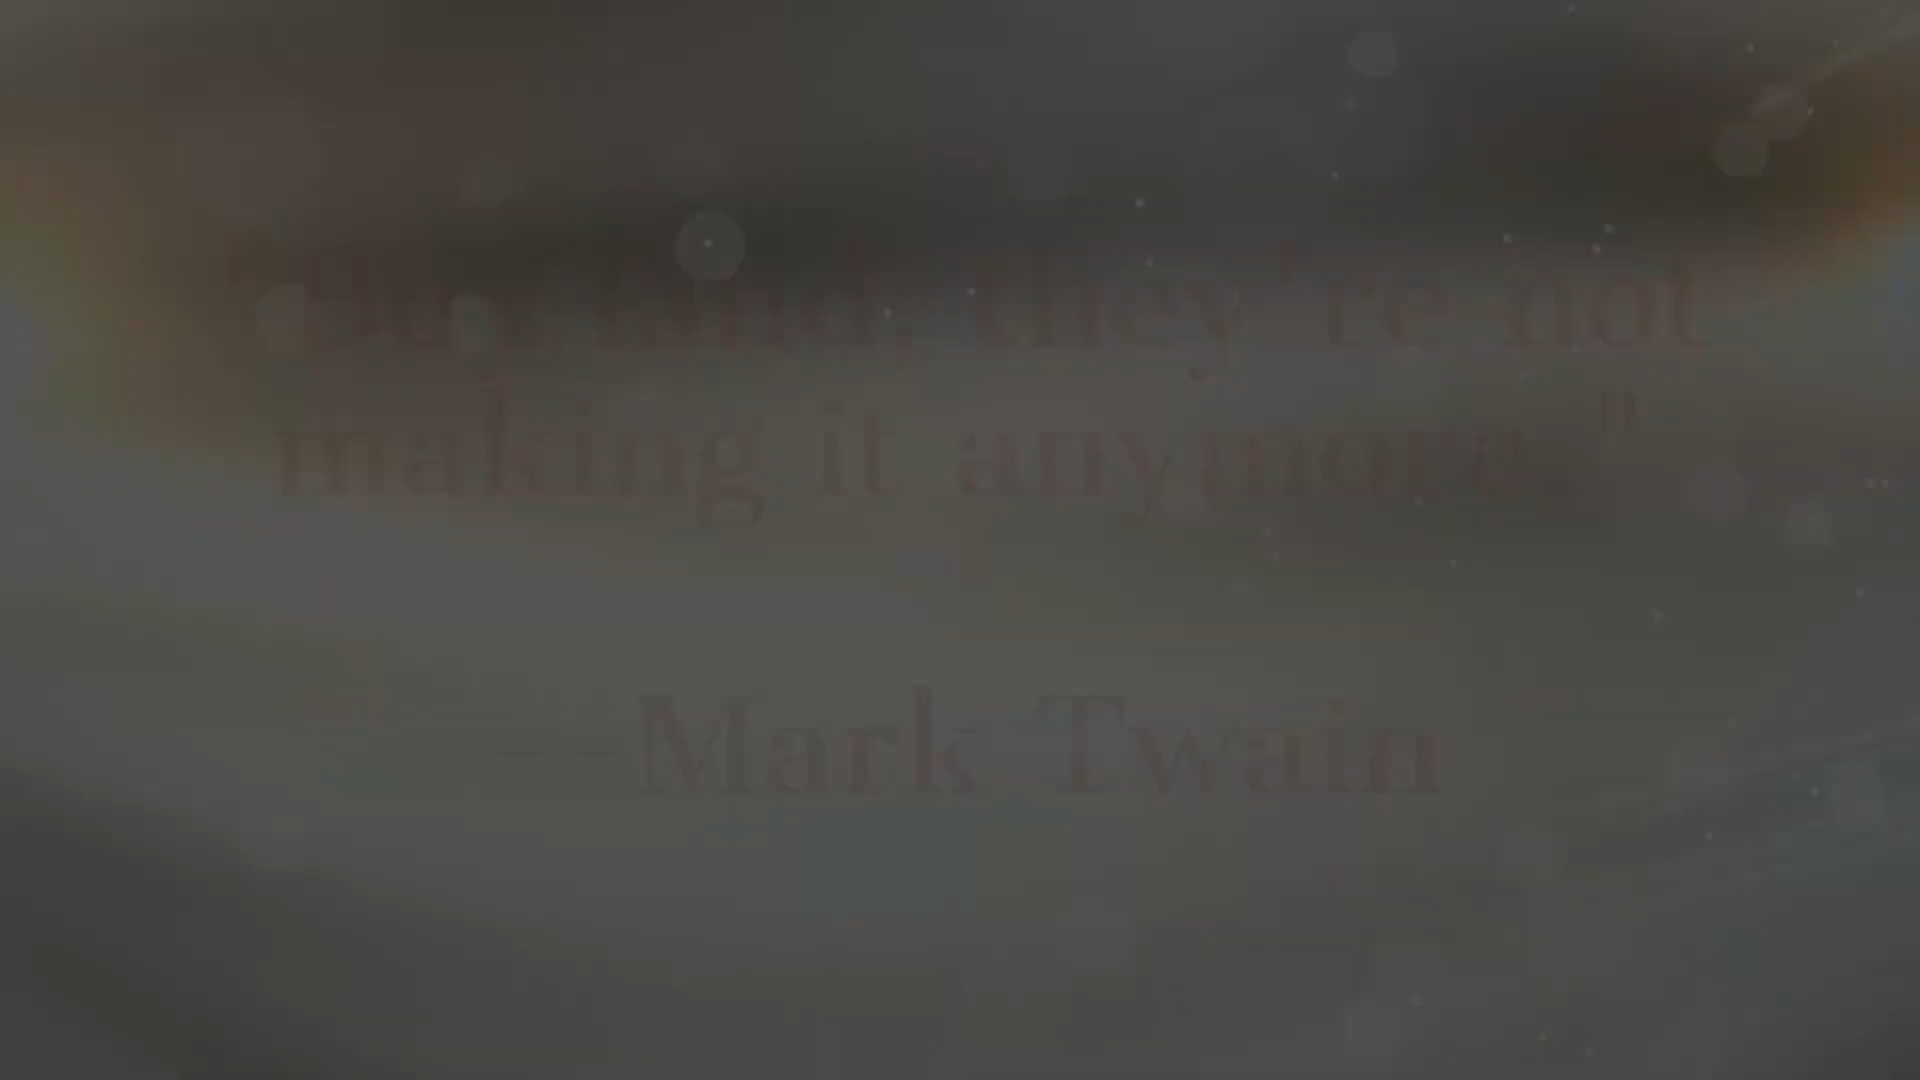 "Buy land, they're not
making it anymore."
--Mark Twain